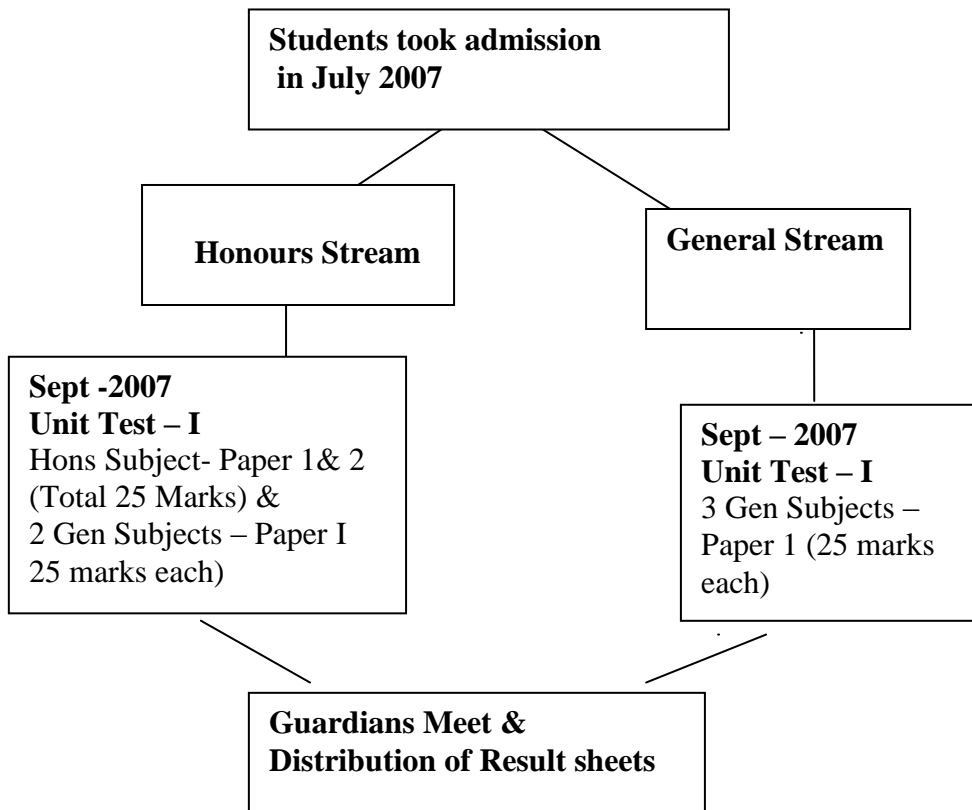 Students took admission
in July 2007
Honours Stream
General Stream
Sept -2007
Unit Test – I
Hons Subject- Paper 1& 2
(Total 25 Marks) &
2 Gen Subjects – Paper I
25 marks each)
Sept – 2007
Unit Test – I
3 Gen Subjects –
Paper 1 (25 marks
each)
Guardians Meet &
Distribution of Result sheets